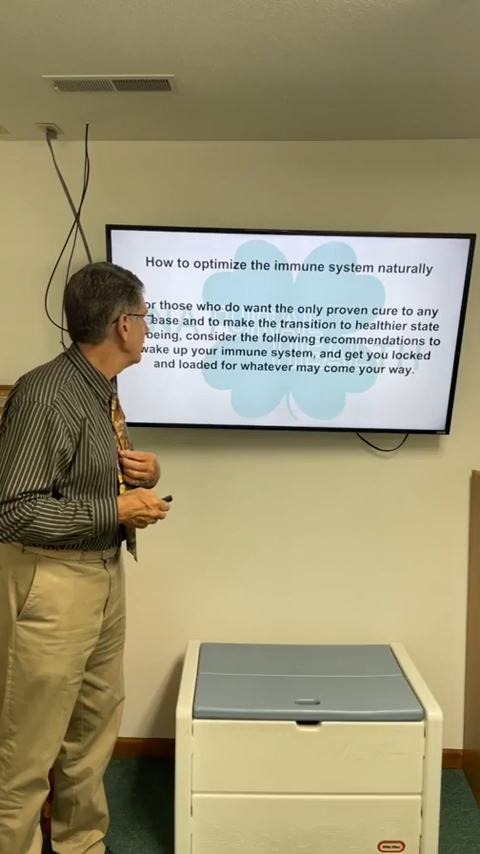 How to optimize the immune system naturally
or those who do want the only proven cure to any
ease and to make the transition to healthier state
being, consider the following recommendations to
wake up your immune system, and get you locked
and loaded for whatever may come your way.